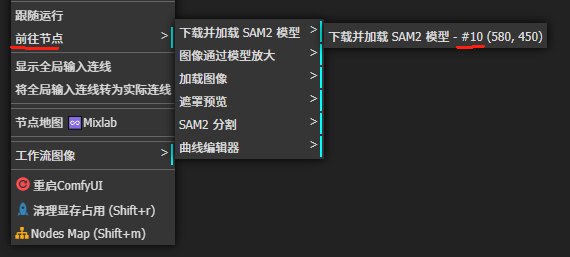 跟随运行
前往节点 >
显示全局输入连线
将全局输入连线转为实际连线
节点地图 Mixlab
工作流图像 >
重启ComfyUI
清理显存占用 (Shift+r)
Nodes Map (Shift+m)
下载并加载 SAM2 模型 >
图像通过模型放大 >
加载图像 >
遮罩预览 >
SAM2 分割 >
曲线编辑器 >
下载并加载 SAM2 模型 - #10 (580, 450)